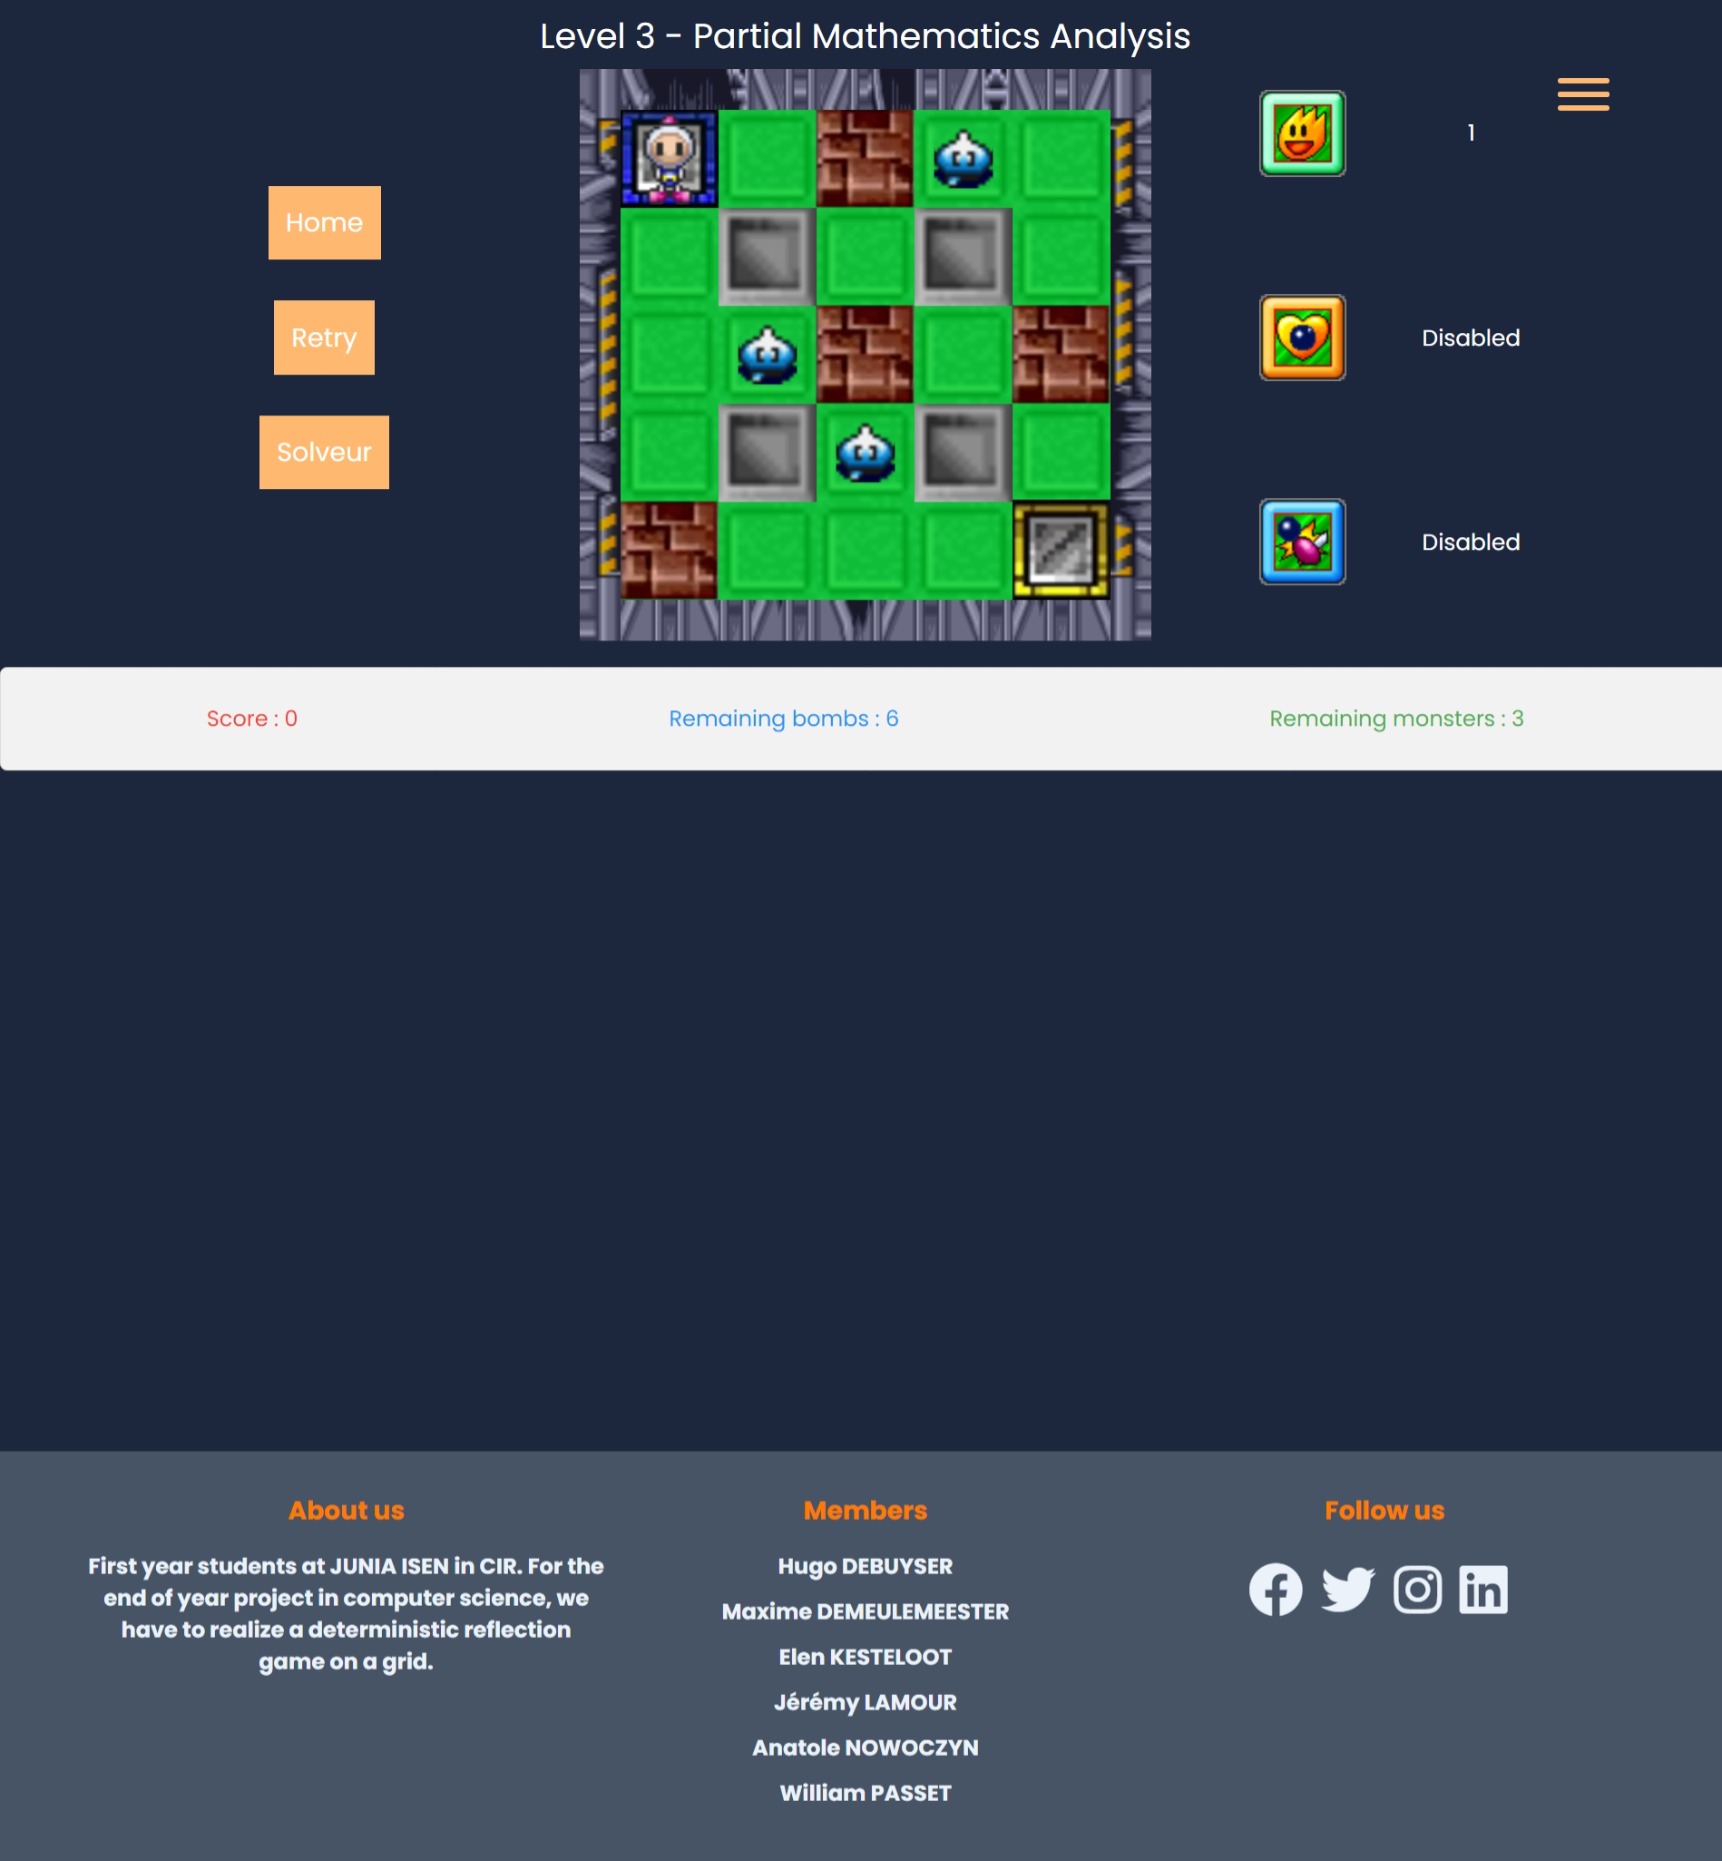 Level 3 - Partial Mathematics Analysis
Home
Retry
Solveur
1
Disabled
Disabled
Score : 0
Remaining bombs : 6
Remaining monsters : 3
About us
First year students at JUNIA ISEN in CIR. For the
end of year project in computer science, we
have to realize a deterministic reflection
game on a grid.
Members
Hugo DEBUYSER
Maxime DEMEULEMEESTER
Elen KESTELOOT
Jérémy LAMOUR
Anatole NOWOCZYN
William PASSET
Follow us